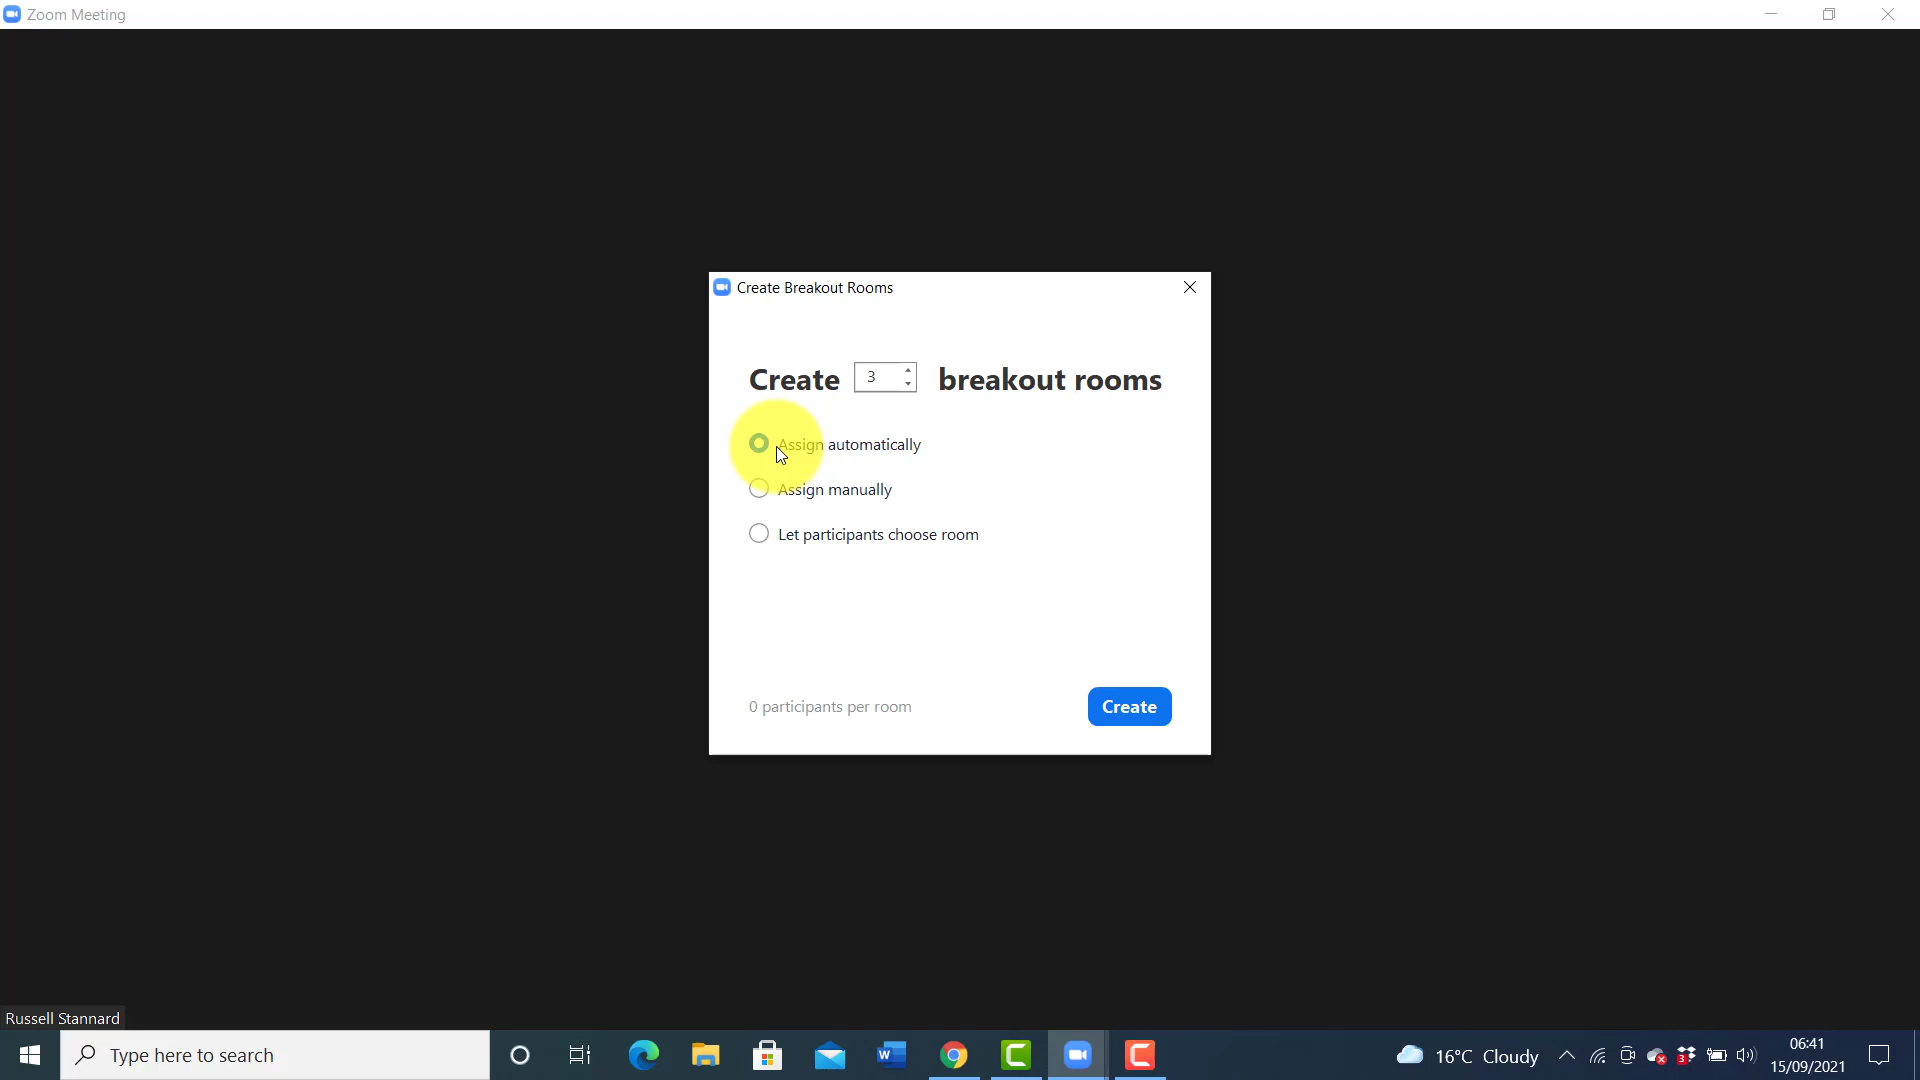 Zoom Meeting
Create Breakout Rooms
Create 3 breakout rooms
Assign automatically
Assign manually
Let participants choose room
0 participants per room
Create
Russell Stannard
Type here to search
16°C Cloudy
3
06:41
15/09/2021